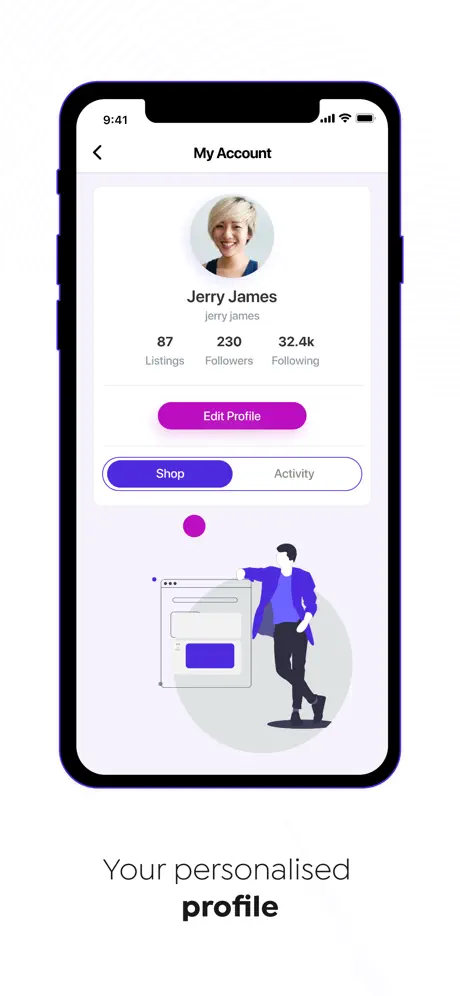 9:41
My Account
Jerry James
jerry james
87 230 32.4k
Listings Followers Following
Edit Profile
Shop Activity
Your personalised
profile